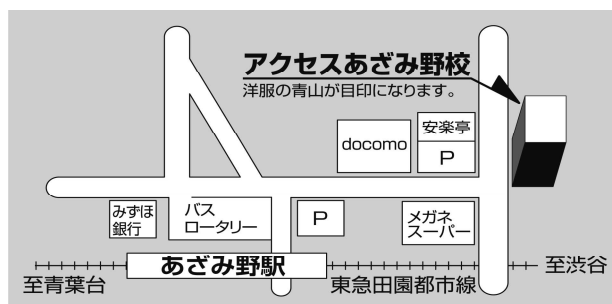 アクセスあざみ野校
洋服の青山が目印になります。
docomo
安楽亭
P
みずほ
銀行
バス
ロータリー
P
メガネ
スーパー
あざみ野駅
至青葉台
東急田園都市線
至渋谷